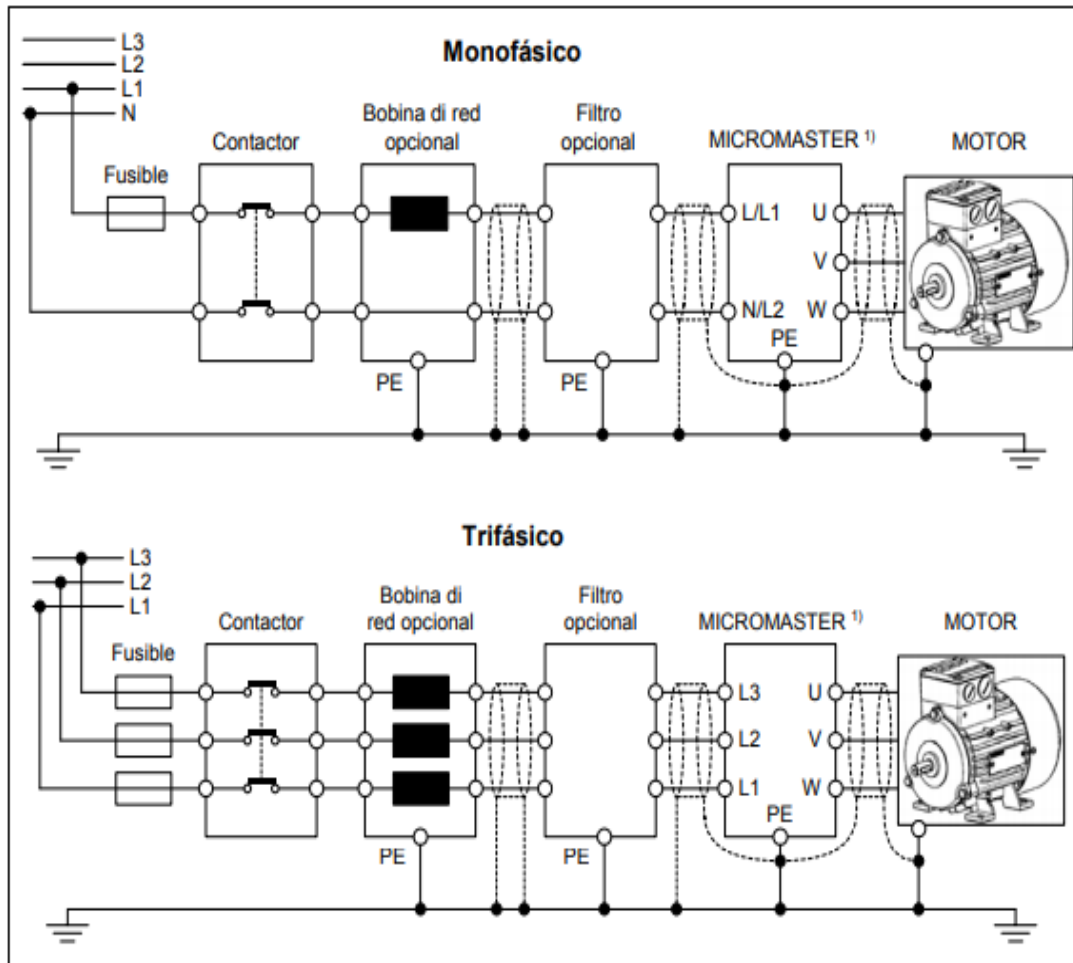 Monofásico
L3
L2
L1
N
Fusible
Contactor
Bobina di red
opcional
Filtro
opcional
MICROMASTER 1)
MOTOR
L/L1
U
V
N/L2
W
PE
PE
PE
Trifásico
L3
L2
L1
Fusible
Contactor
Bobina di
red opcional
Filtro
opcional
MICROMASTER 1)
MOTOR
L3
U
L2
V
L1
W
PE
PE
PE